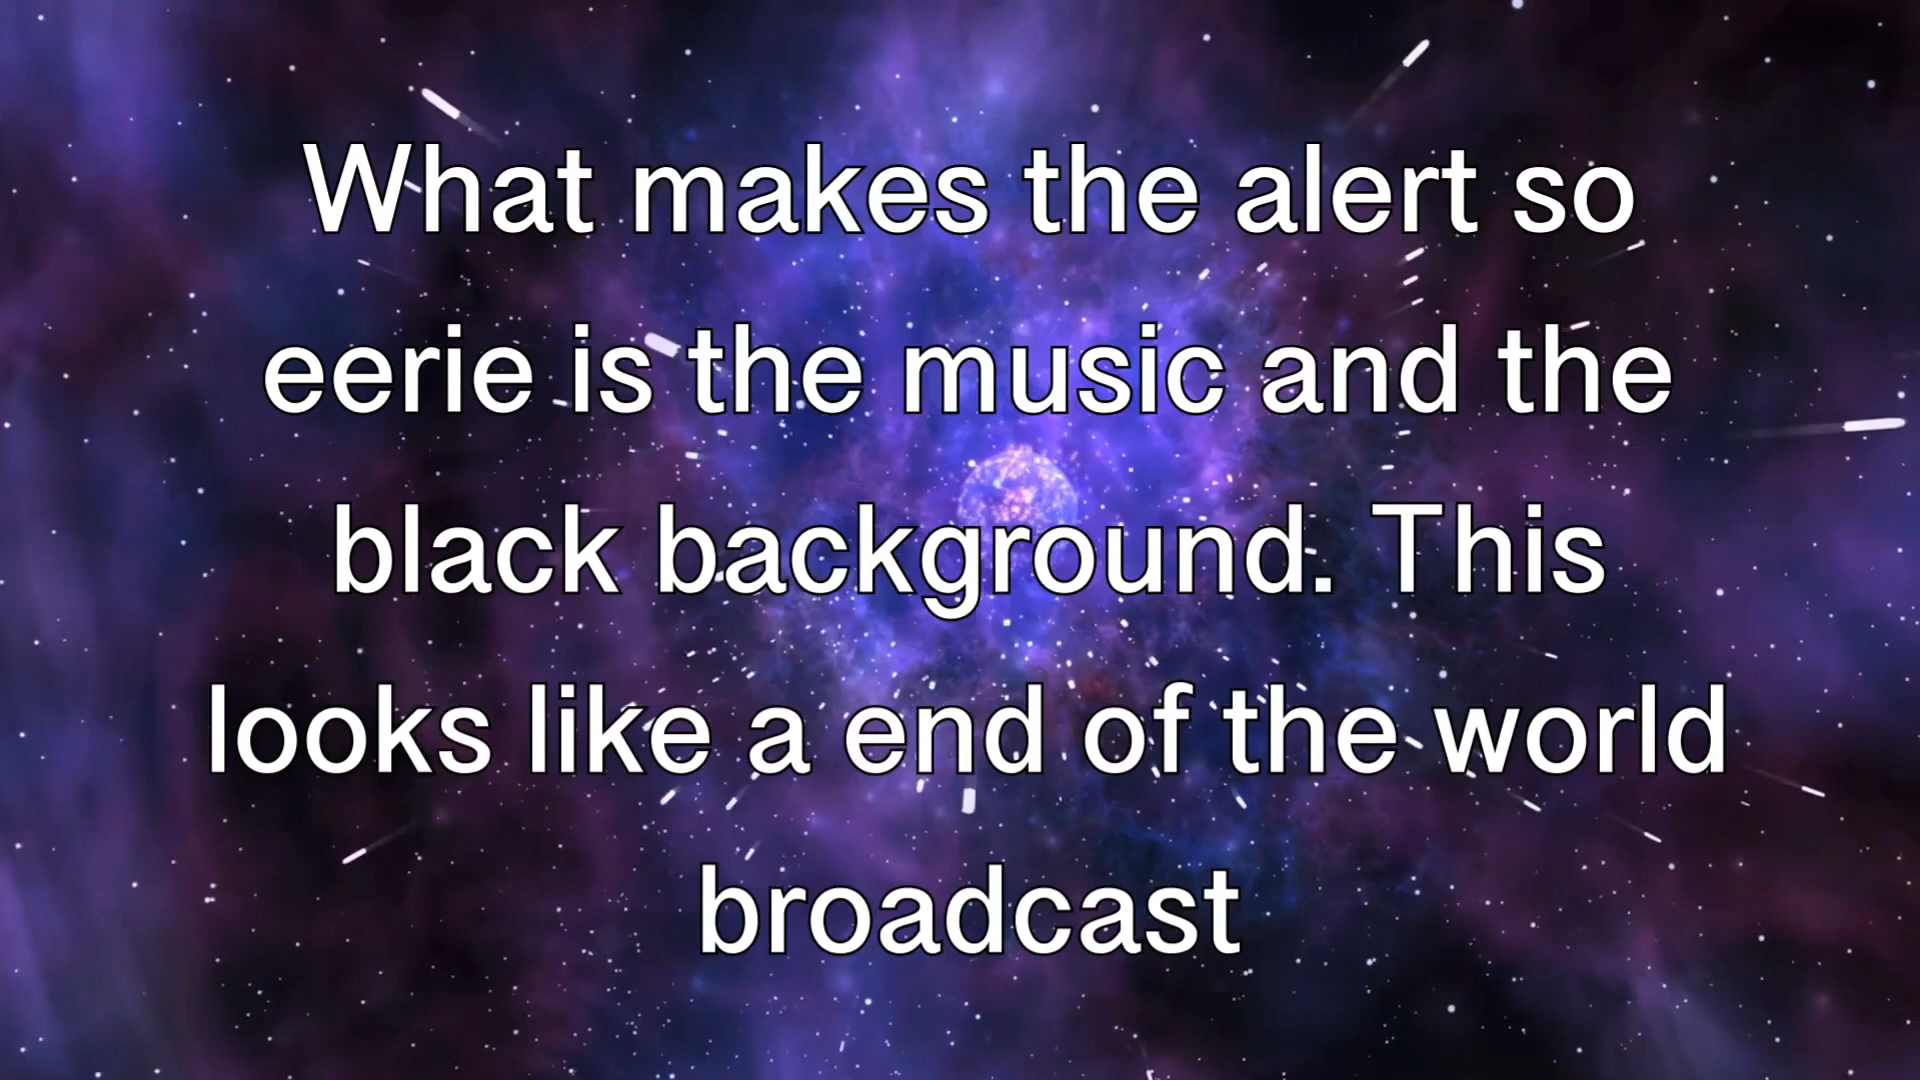 What makes the alert so
eerie is the music and the
black background. This
looks like a end of the world
broadcast